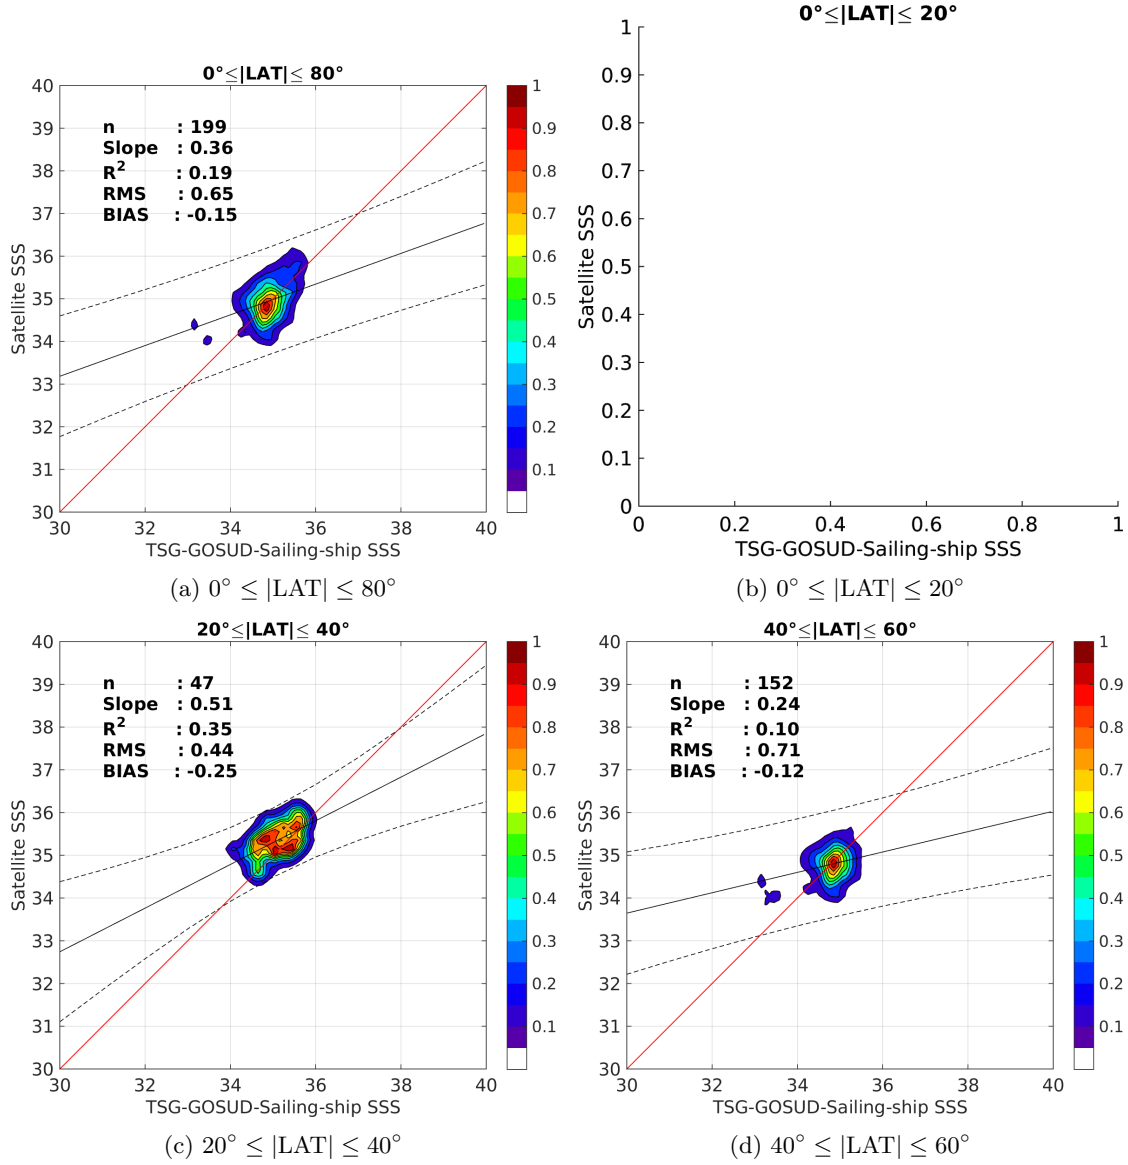 0°≤|LAT|≤ 80°
40
39
38
37
36
35
34
33
32
31
30
Satellite SSS
n : 199
Slope : 0.36
R² : 0.19
RMS : 0.65
BIAS : -0.15
30 32 34 36 38 40
TSG-GOSUD-Sailing-ship SSS
1
0.9
0.8
0.7
0.6
0.5
0.4
0.3
0.2
0.1
(a) 0° ≤ |LAT| ≤ 80°
0°≤|LAT|≤ 20°
1
0.9
0.8
0.7
0.6
0.5
0.4
0.3
0.2
0.1
0
Satellite SSS
0 0.2 0.4 0.6 0.8 1
TSG-GOSUD-Sailing-ship SSS
(b) 0° ≤ |LAT| ≤ 20°
20°≤|LAT|≤ 40°
40
39
38
37
36
35
34
33
32
31
30
Satellite SSS
n : 47
Slope : 0.51
R² : 0.35
RMS : 0.44
BIAS : -0.25
30 32 34 36 38 40
TSG-GOSUD-Sailing-ship SSS
1
0.9
0.8
0.7
0.6
0.5
0.4
0.3
0.2
0.1
(c) 20° ≤ |LAT| ≤ 40°
40°≤|LAT|≤ 60°
40
39
38
37
36
35
34
33
32
31
30
Satellite SSS
n : 152
Slope : 0.24
R² : 0.10
RMS : 0.71
BIAS : -0.12
30 32 34 36 38 40
TSG-GOSUD-Sailing-ship SSS
1
0.9
0.8
0.7
0.6
0.5
0.4
0.3
0.2
0.1
(d) 40° ≤ |LAT| ≤ 60°